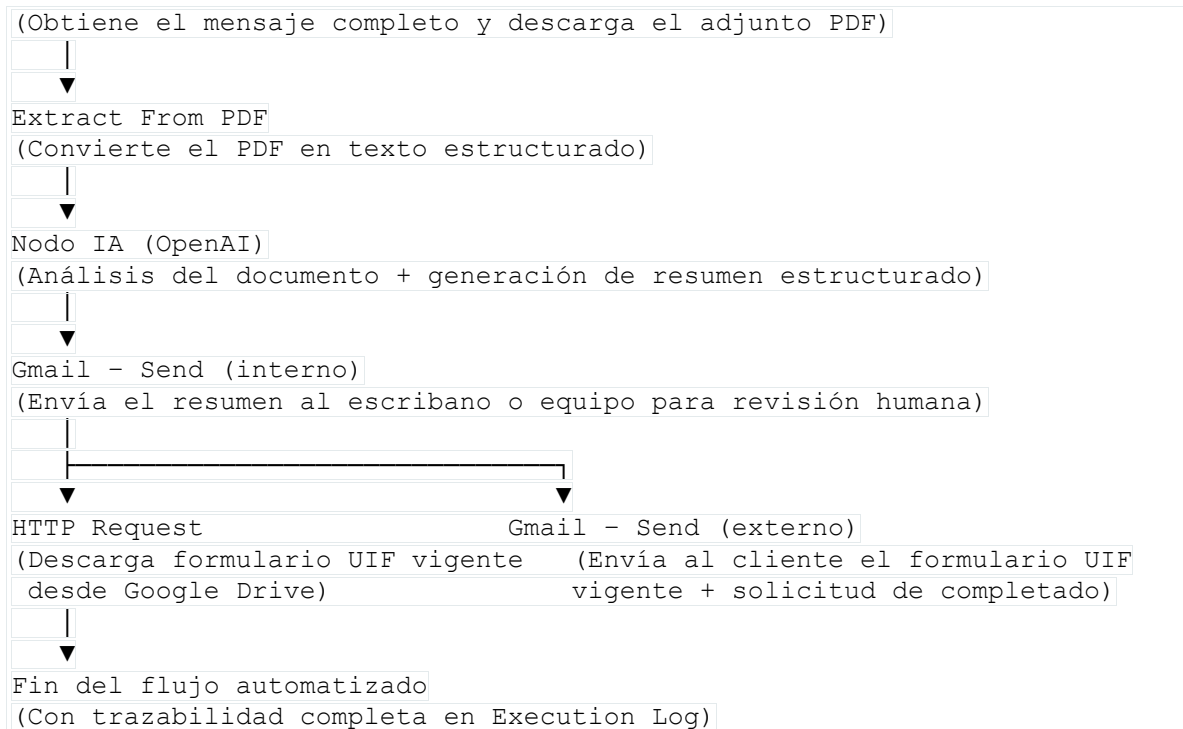 (Obtiene el mensaje completo y descarga el adjunto PDF)
Extract From PDF
(Convierte el PDF en texto estructurado)
Nodo IA (OpenAI)
(Análisis del documento + generación de resumen estructurado)
Gmail – Send (interno)
(Envía el resumen al escribano o equipo para revisión humana)
HTTP Request Gmail – Send (externo)
(Descarga formulario UIF vigente (Envía al cliente el formulario UIF
desde Google Drive) vigente + solicitud de completado)
Fin del flujo automatizado
(Con trazabilidad completa en Execution Log)